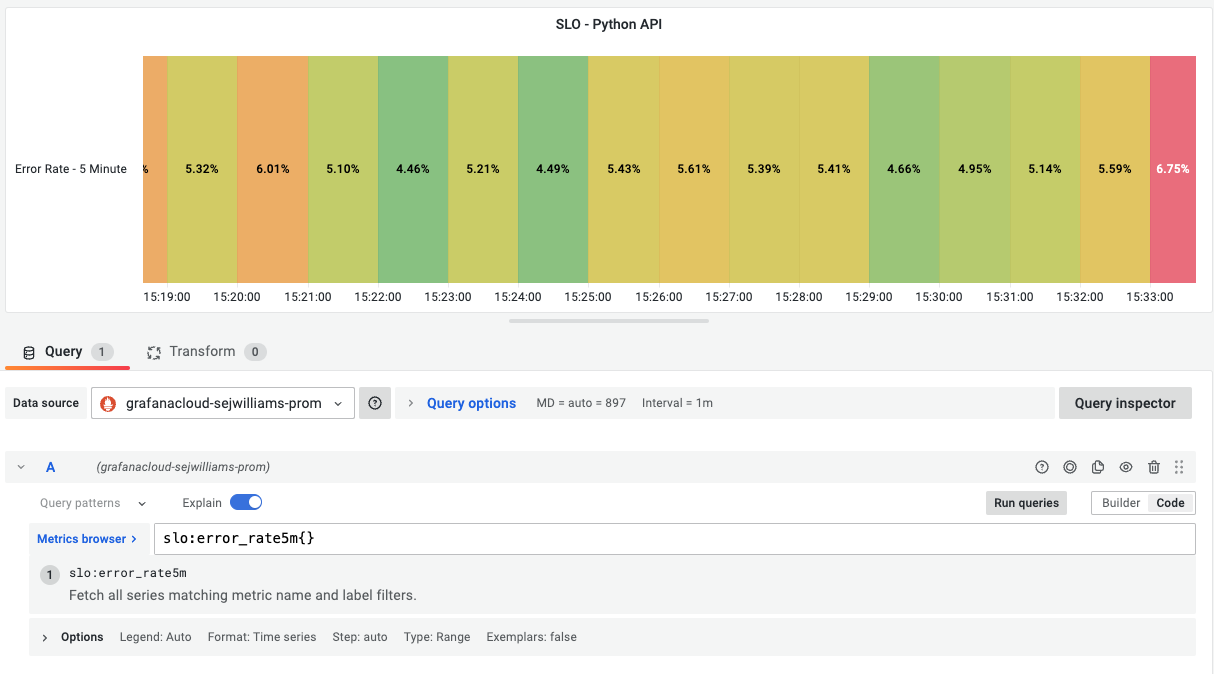 SLO - Python API
Error Rate - 5 Minute
% 5.32% 6.01% 5.10% 4.46% 5.21% 4.49% 5.43% 5.61% 5.39% 5.41% 4.66% 4.95% 5.14% 5.59% 6.75%
15:19:00 15:20:00 15:21:00 15:22:00 15:23:00 15:24:00 15:25:00 15:26:00 15:27:00 15:28:00 15:29:00 15:30:00 15:31:00 15:32:00 15:33:00
Query 1 Transform 0
Data source grafanacloud-sejwilliams-prom Query options MD = auto = 897 Interval = 1m Query inspector
A (grafanacloud-sejwilliams-prom)
Query patterns Explain Run queries Builder Code
Metrics browser > slo:error_rate5m{}
1 slo:error_rate5m
Fetch all series matching metric name and label filters.
Options Legend: Auto Format: Time series Step: auto Type: Range Exemplars: false